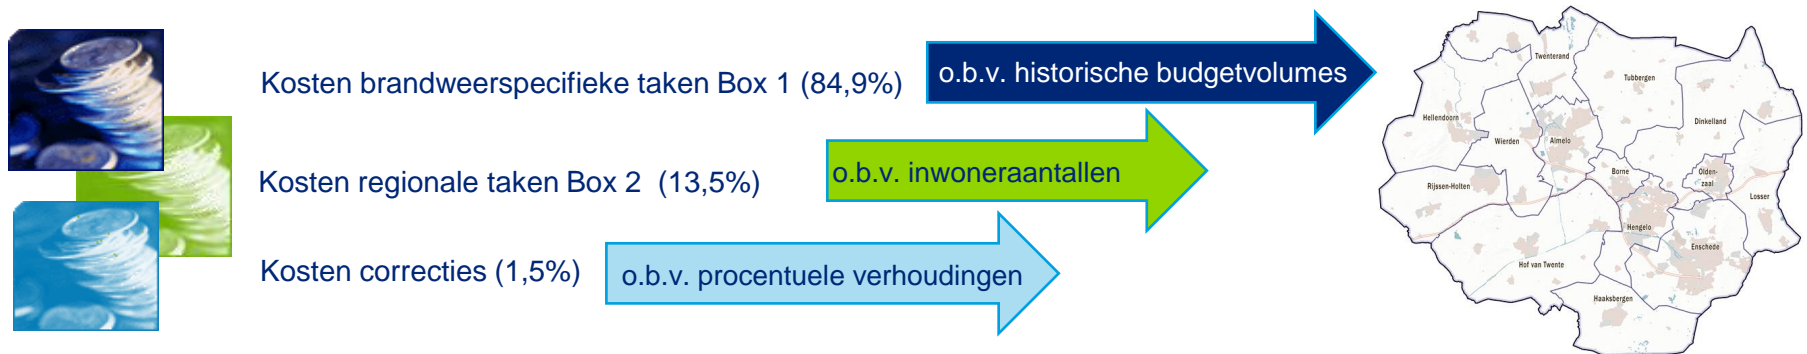 Kosten brandweerspecifieke taken Box 1 (84,9%)
o.b.v. historische budgetvolumes
Kosten regionale taken Box 2 (13,5%)
o.b.v. inwoneraantallen
Kosten correcties (1,5%)
o.b.v. procentuele verhoudingen
Twenterand
Tubbergen
Hellendoorn
Dinkelland
Wierden
Almelo
Borne
Olden-
zaal
Rijssen-Holten
Losser
Hengelo
Enschede
Hof van Twente
Haaksbergen